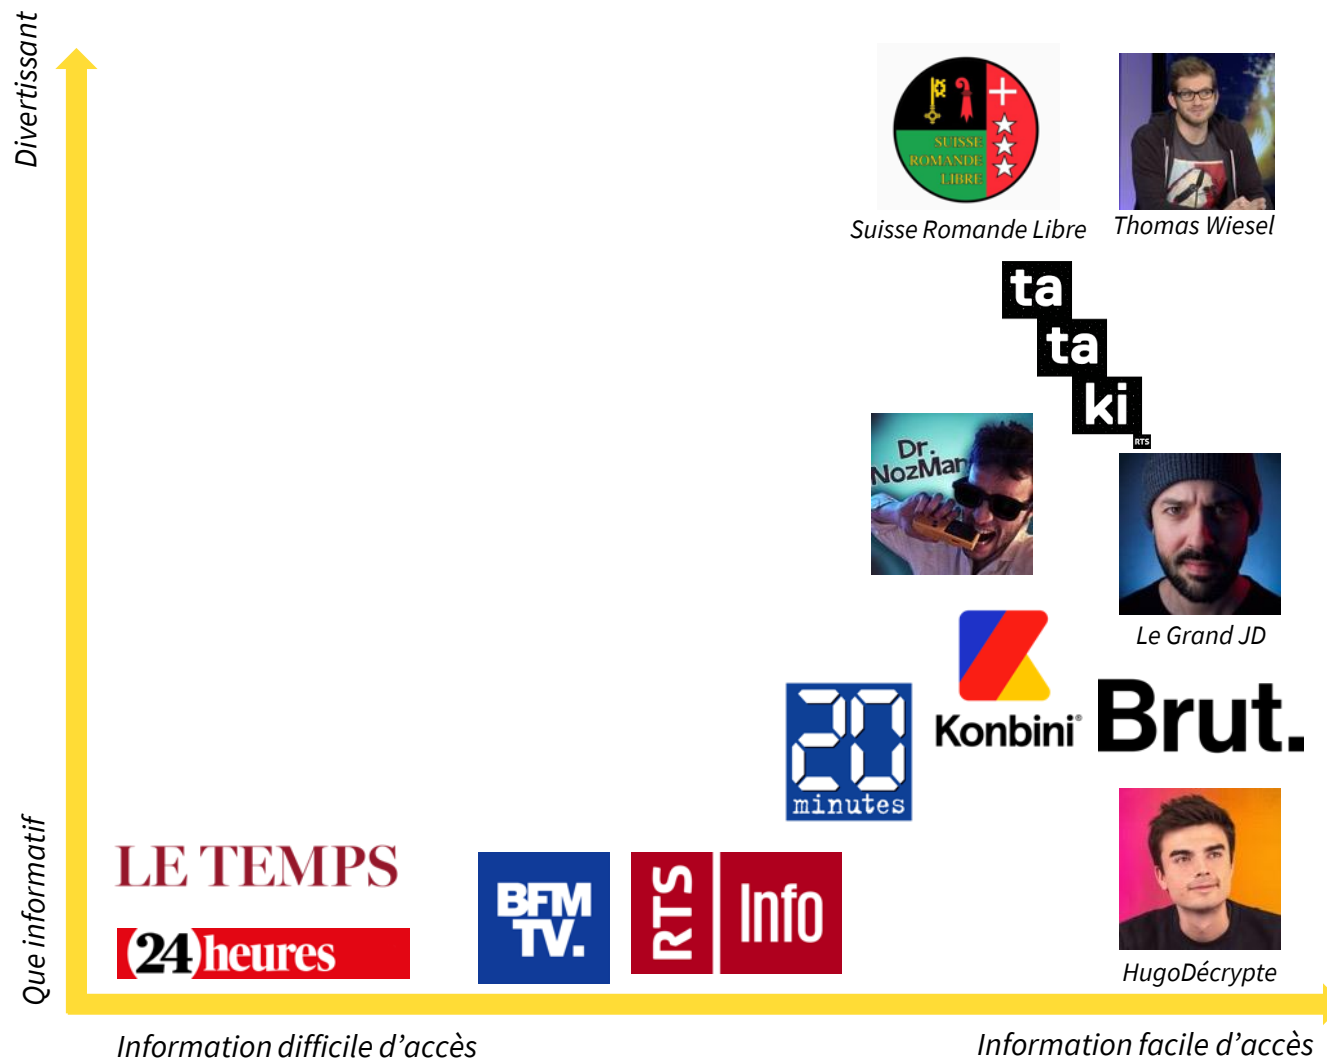 Divertissant
SUISSE
ROMANDE
LIBRE
Suisse Romande Libre
Thomas Wiesel
ta
ta
ki
RTS
Dr.
NozMan
Le Grand JD
20
minutes
Konbini®
Brut.
Que informatif
LE TEMPS
(24)heures
BFM
TV.
RTS Info
HugoDécrypte
Information difficile d’accès
Information facile d’accès